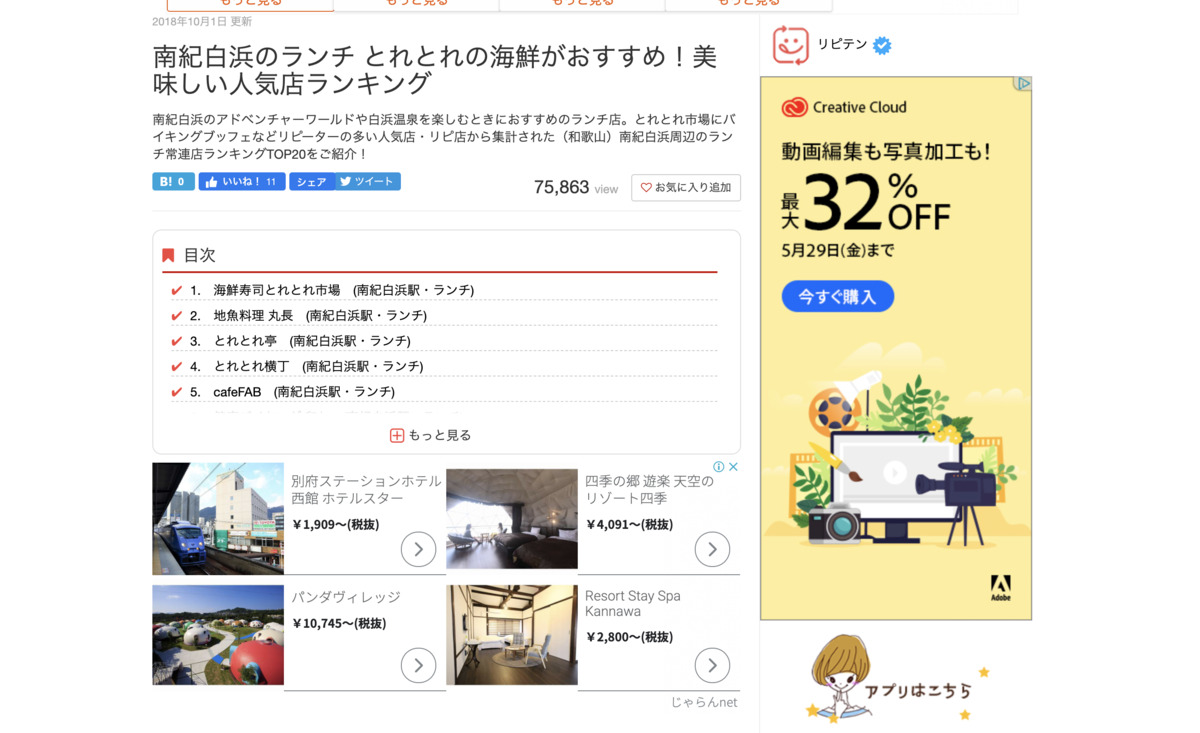 もっと見る
もっと見る
もっと見る
もっと見る
2018年10月1日 更新
南紀白浜のランチ とれとれの海鮮がおすすめ！美
味しい人気店ランキング
南紀白浜のアドベンチャーワールドや白浜温泉を楽しむときにおすすめのランチ店。とれとれ市場にバ
イキングブッフェなどリピーターの多い人気店・リピ店から集計された（和歌山）南紀白浜周辺のラン
チ常連店ランキングTOP20をご紹介！
B! 0
いいね！ 11
シェア
ツイート
75,863 view
お気に入り追加
目次
1. 海鮮寿司とれとれ市場 (南紀白浜駅・ランチ)
2. 地魚料理 丸長 (南紀白浜駅・ランチ)
3. とれとれ亭 (南紀白浜駅・ランチ)
4. とれとれ横丁 (南紀白浜駅・ランチ)
5. cafeFAB (南紀白浜駅・ランチ)
もっと見る
別府ステーションホテル
西館 ホテルスター
￥1,909〜(税抜)
四季の郷 遊楽 天空の
リゾート四季
￥4,091〜(税抜)
パンダヴィレッジ
￥10,745〜(税抜)
Resort Stay Spa
Kannawa
￥2,800〜(税抜)
じゃらんnet
リピテン
Creative Cloud
動画編集も写真加工も!
最大32%OFF
5月29日(金)まで
今すぐ購入
Adobe
アプリはこちら